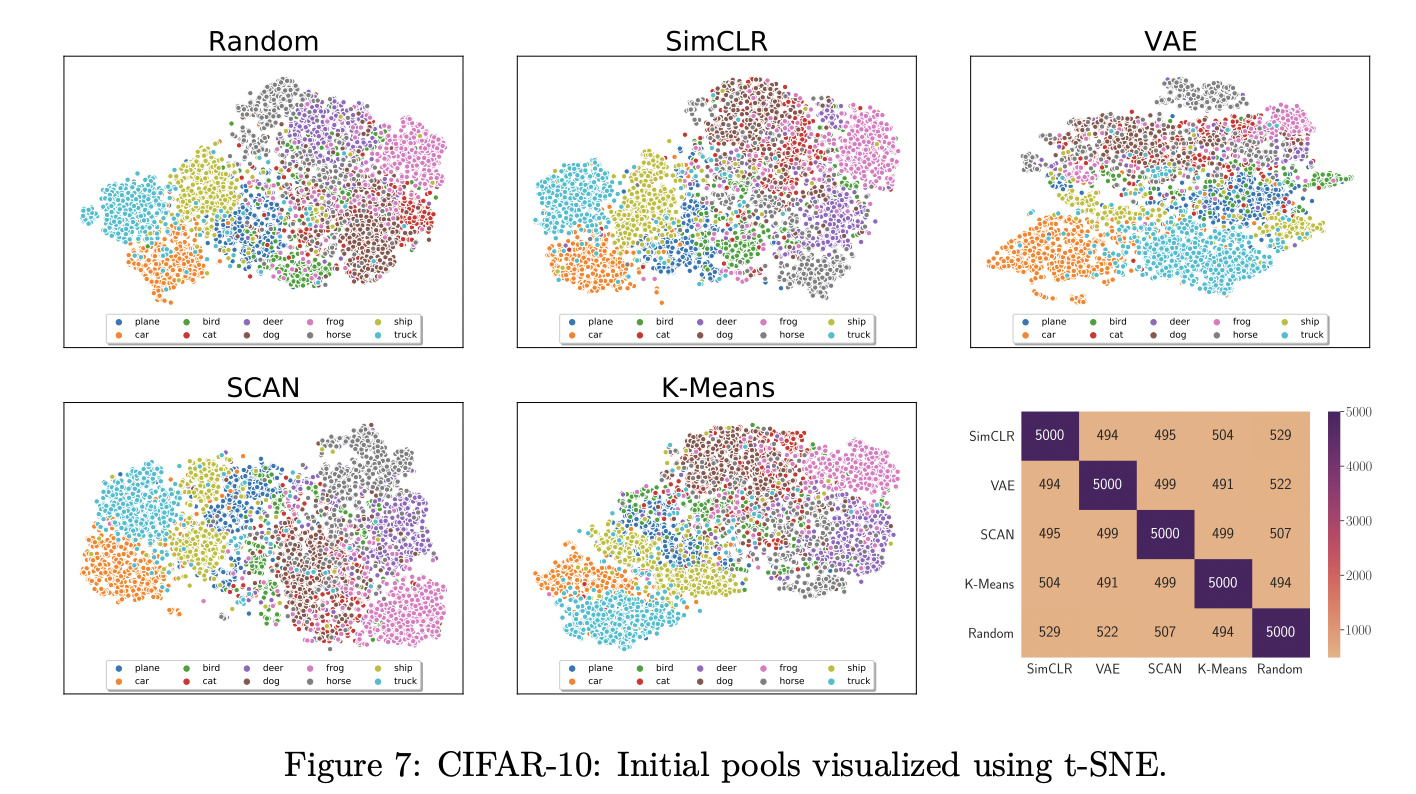 Random
SimCLR
VAE
plane bird deer frog ship
car cat dog horse truck
plane bird deer frog ship
car cat dog horse truck
plane bird deer frog ship
car cat dog horse truck
SCAN
K-Means
plane bird deer frog ship
car cat dog horse truck
plane bird deer frog ship
car cat dog horse truck
SimCLR 5000 494 495 504 529
VAE 494 5000 499 491 522
SCAN 495 499 5000 499 507
K-Means 504 491 499 5000 494
Random 529 522 507 494 5000
SimCLR VAE SCAN K-Means Random
5000
4000
3000
2000
1000
Figure 7: CIFAR-10: Initial pools visualized using t-SNE.